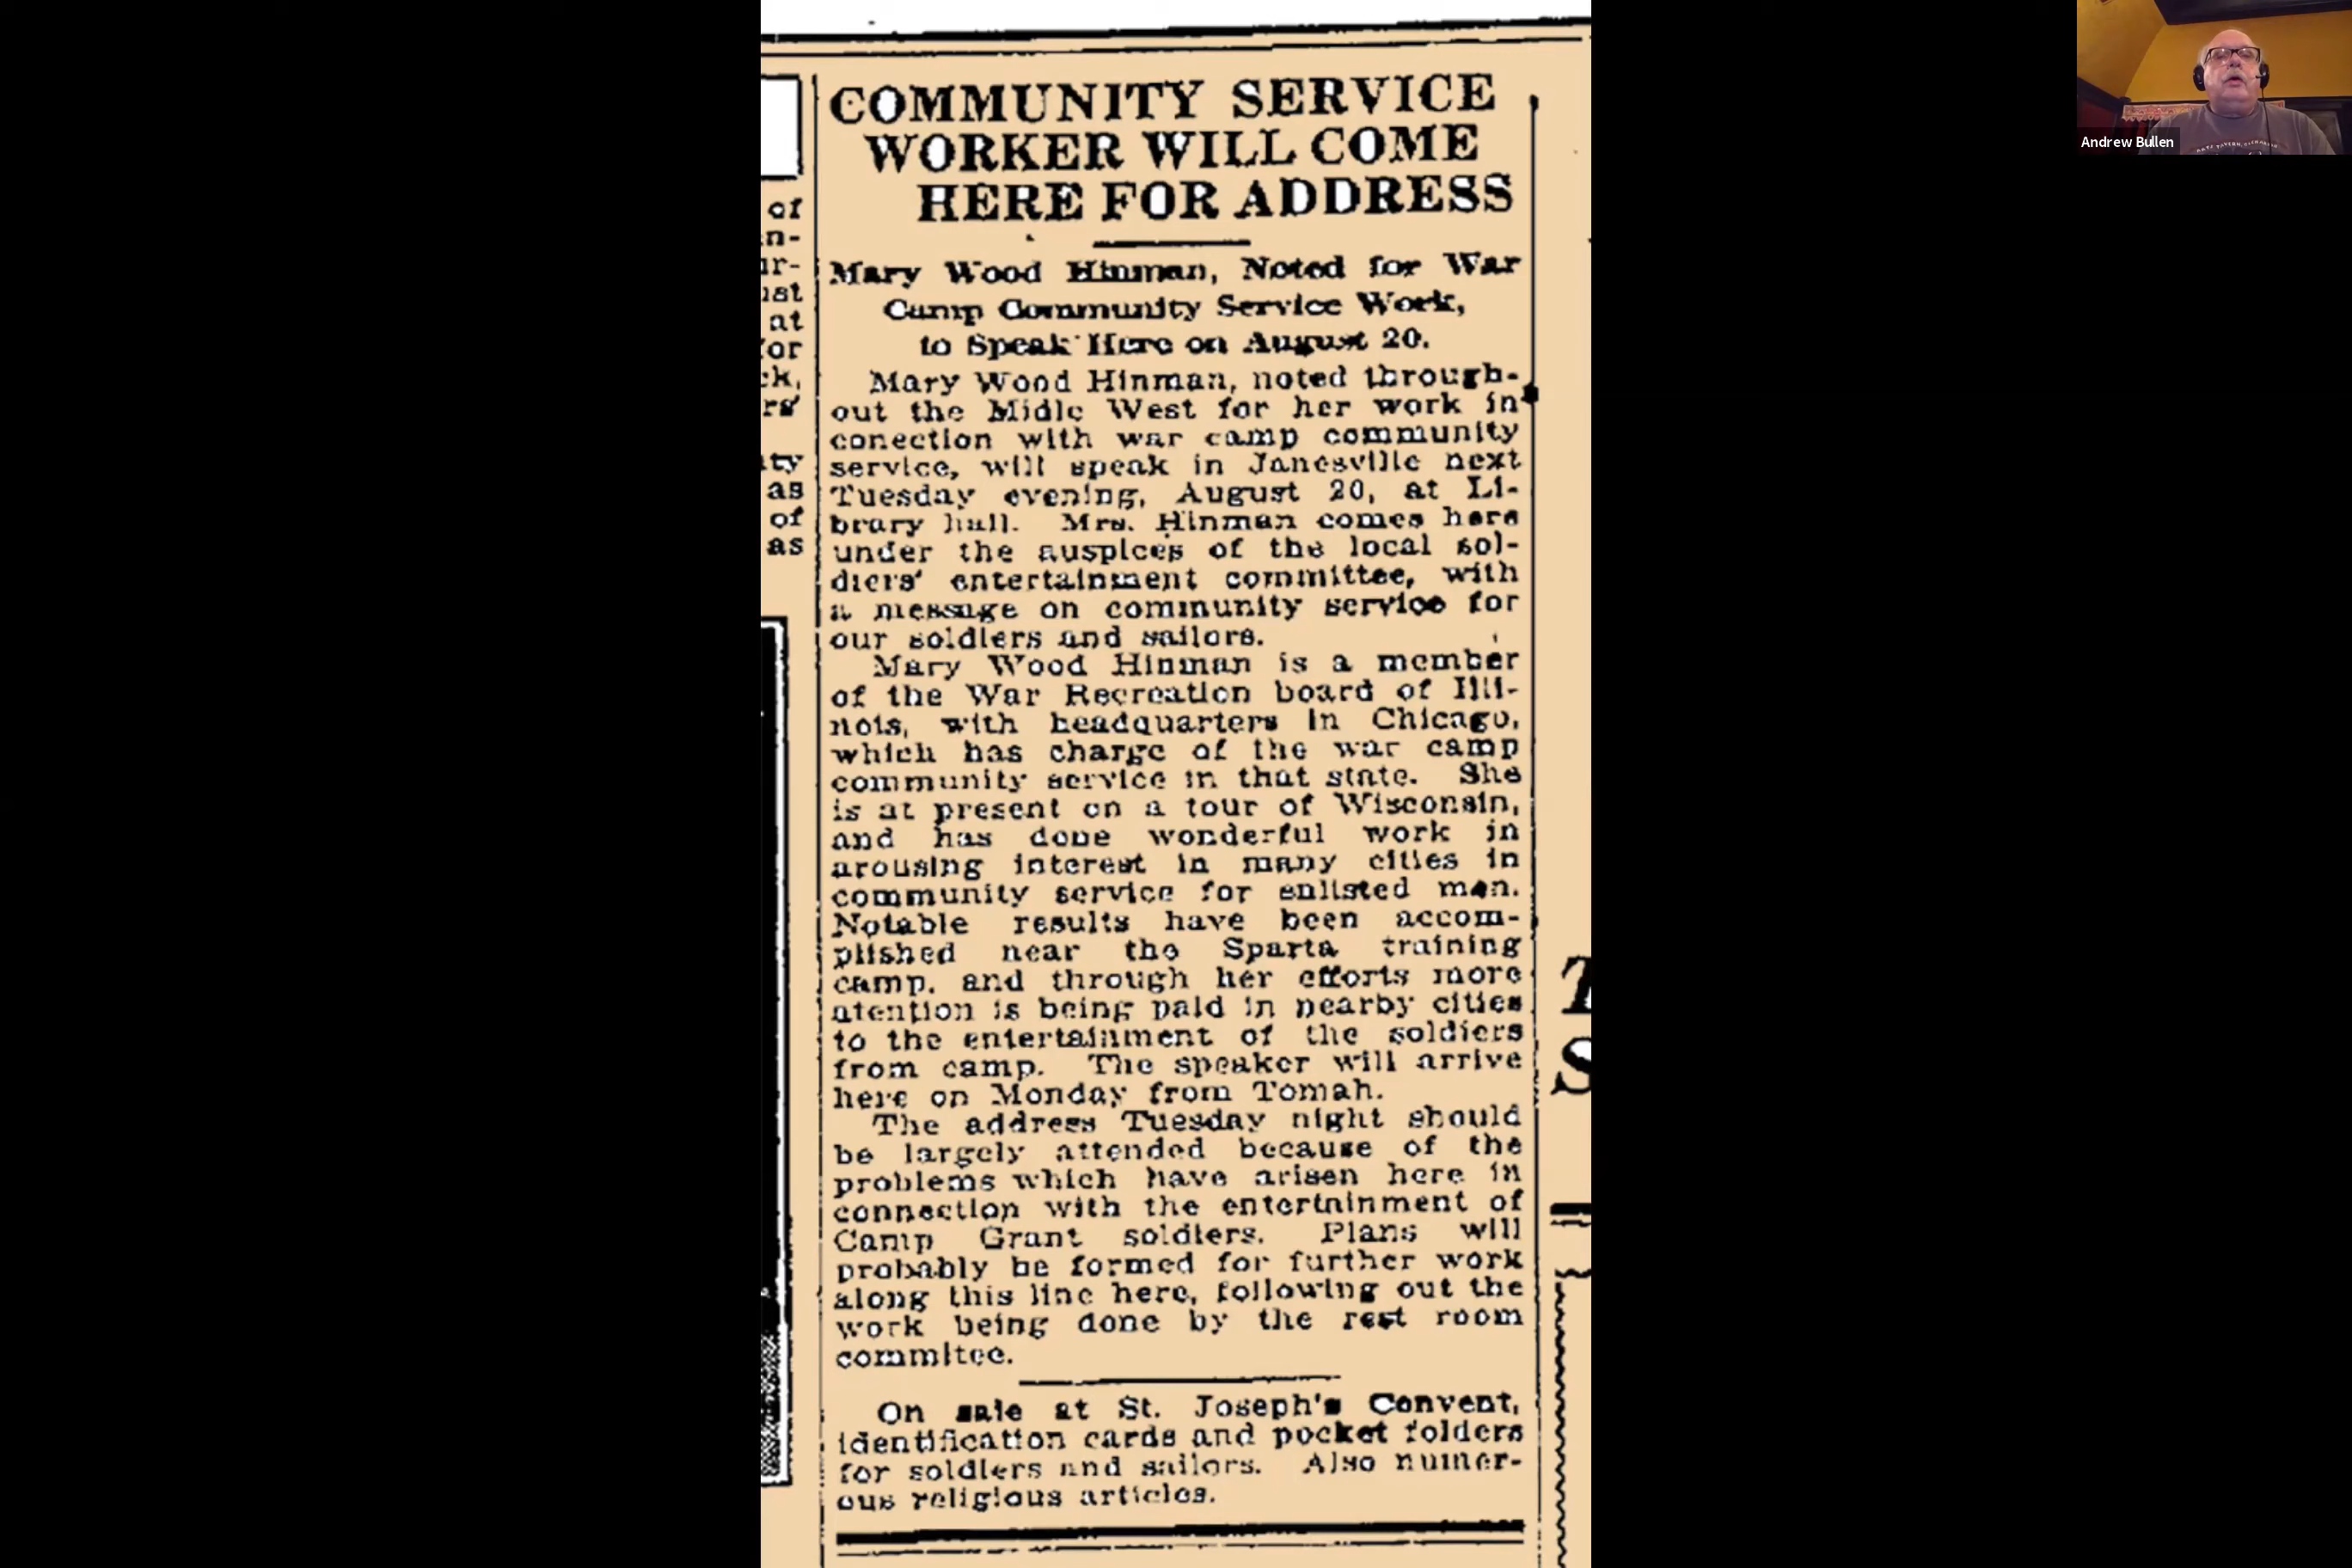 COMMUNITY SERVICE
WORKER WILL COME
HERE FOR ADDRESS
Mary Wood Hinman, Noted for War
Camp Community Service Work,
to Speak Here on August 20.
Mary Wood Hinman, noted through-
out the Midle West for her work in
conection with war camp community
service, will speak in Janesville next
Tuesday evening, August 20, at Li-
brary hall. Mrs. Hinman comes here
under the auspices of the local sol-
diers' entertainment committee, with
a message on community service for
our soldiers and sailors.
Mary Wood Hinman is a member
of the War Recreation board of Illi-
nois, with headquarters in Chicago,
which has charge of the war camp
community service in that state. She
is at present on a tour of Wisconsin,
and has done wonderful work in
arousing interest in many cities in
community service for enlisted men.
Notable results have been accom-
plished near the Sparta training
camp, and through her efforts more
atention is being paid in nearby cities
to the entertainment of the soldiers
from camp. The speaker will arrive
here on Monday from Tomah.
The address Tuesday night should
be largely attended because of the
problems which have arisen here in
connection with the entertainment of
Camp Grant soldiers. Plans will
probably be formed for further work
along this line here, following out the
work being done by the rest room
commitee.
On sale at St. Joseph's Convent,
identification cards and pocket folders
for soldiers and sailors. Also numer-
ous religious articles.
of
at
as
of
as
T
S
Andrew Bullen